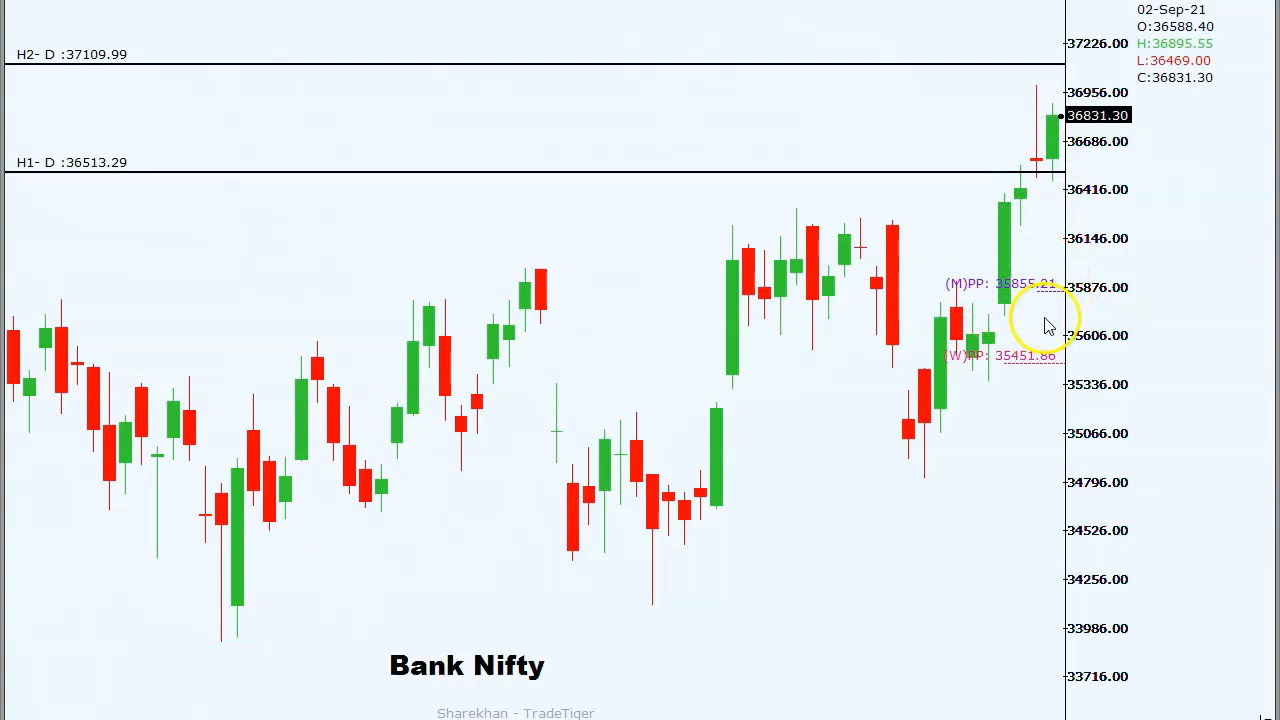 02-Sep-21
O:36588.40
H:36895.55
L:36469.00
C:36831.30
H2- D :37109.99
H1- D :36513.29
37226.00
36956.00
36831.30
36686.00
36416.00
36146.00
(M)PP: 35855.21
35876.00
35606.00
(W)PP: 35451.86
35336.00
35066.00
34796.00
34526.00
34256.00
33986.00
33716.00
Bank Nifty
Sharekhan - TradeTiger